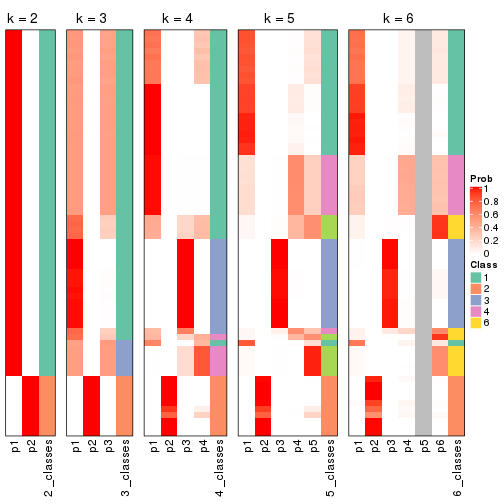 k = 2
k = 3
k = 4
k = 5
k = 6
Prob
1
0.8
0.6
0.4
0.2
0
Class
1
2
3
4
6
p1
p2
2_classes
p1
p2
p3
3_classes
p1
p2
p3
p4
4_classes
p1
p2
p3
p4
p5
5_classes
p1
p2
p3
p4
p5
p6
6_classes